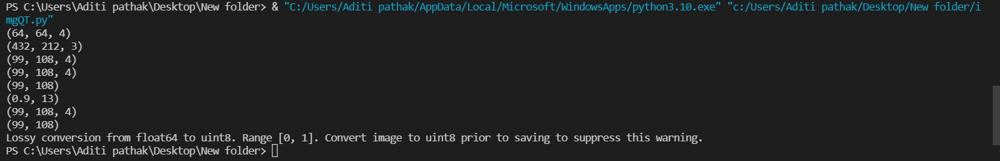 PS C:\Users\Aditi pathak\Desktop\New folder> & "C:/Users/Aditi pathak/AppData/Local/Microsoft/WindowsApps/python3.10.exe" "c:/Users/Aditi pathak/Desktop/New folder/i
mgQT.py"
(64, 64, 4)
(432, 212, 3)
(99, 108, 4)
(99, 108, 4)
(99, 108)
(0.9, 13)
(99, 108, 4)
(99, 108)
Lossy conversion from float64 to uint8. Range [0, 1]. Convert image to uint8 prior to saving to suppress this warning.
PS C:\Users\Aditi pathak\Desktop\New folder>